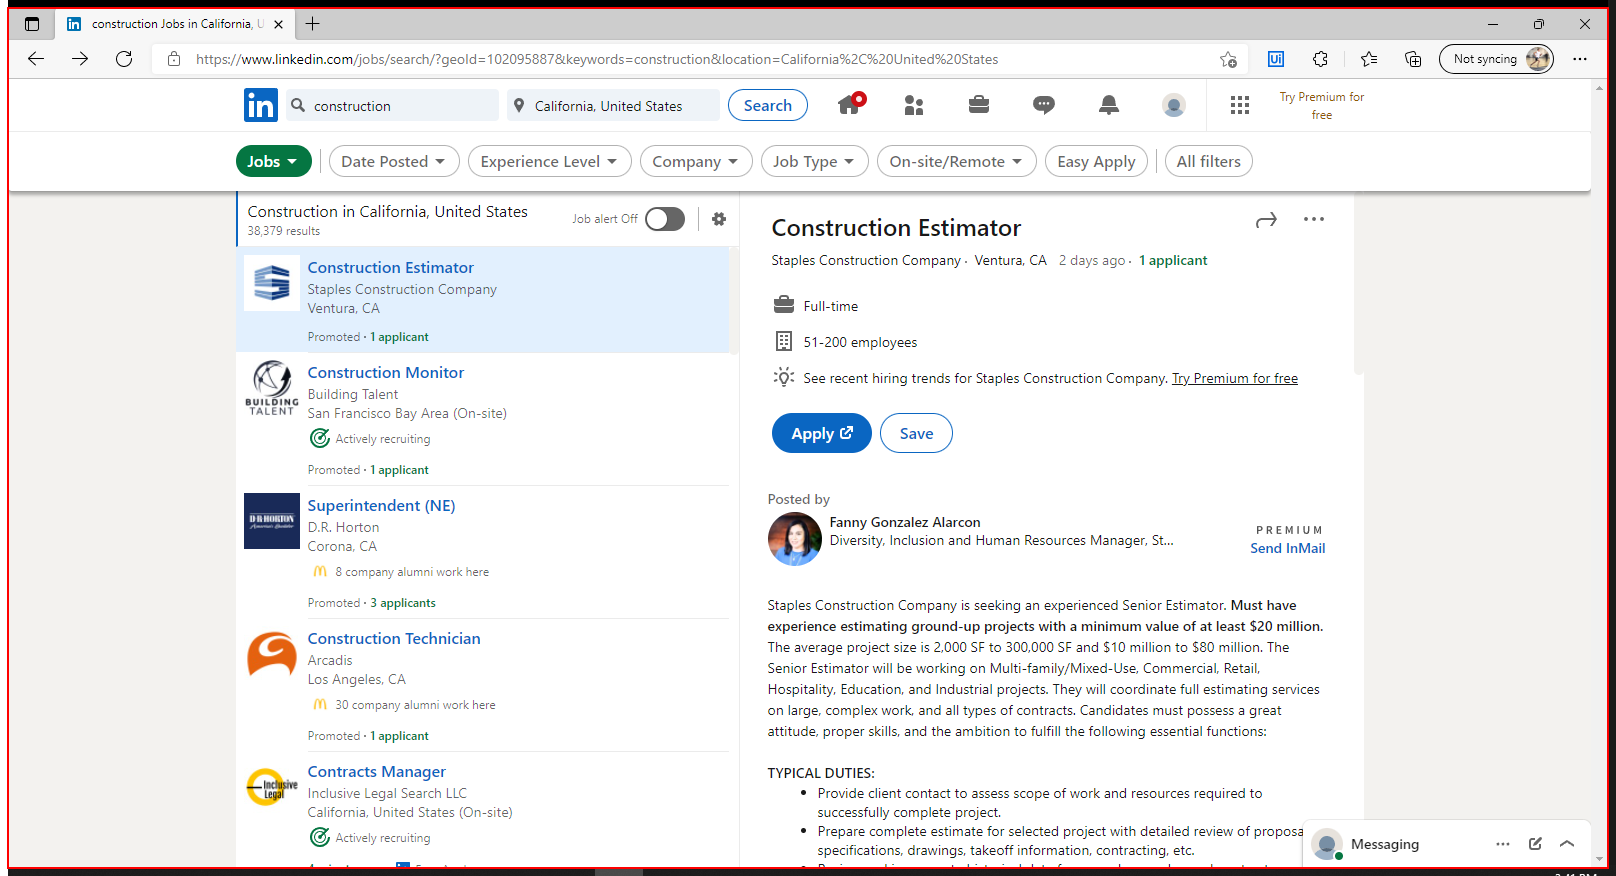 construction Jobs in California, U
https://www.linkedin.com/jobs/search/?geoId=102095887&keywords=construction&location=California%2C%20United%20States
Ui
Not syncing
in
construction
California, United States
Search
Try Premium for
free
Jobs
Date Posted
Experience Level
Company
Job Type
On-site/Remote
Easy Apply
All filters
Construction in California, United States
38,379 results
Job alert Off
Construction Estimator
Staples Construction Company
Ventura, CA
Promoted · 1 applicant
BUILDING
TALENT
Construction Monitor
Building Talent
San Francisco Bay Area (On-site)
Actively recruiting
Promoted · 1 applicant
D·R·HORTON
Superintendent (NE)
D.R. Horton
Corona, CA
8 company alumni work here
Promoted · 3 applicants
Construction Technician
Arcadis
Los Angeles, CA
30 company alumni work here
Promoted · 1 applicant
Inclusive
Legal
Contracts Manager
Inclusive Legal Search LLC
California, United States (On-site)
Actively recruiting
Construction Estimator
Staples Construction Company · Ventura, CA 2 days ago · 1 applicant
Full-time
51-200 employees
See recent hiring trends for Staples Construction Company. Try Premium for free
Apply
Save
Posted by
Fanny Gonzalez Alarcon
Diversity, Inclusion and Human Resources Manager, St...
PREMIUM
Send InMail
Staples Construction Company is seeking an experienced Senior Estimator. Must have
experience estimating ground-up projects with a minimum value of at least $20 million.
The average project size is 2,000 SF to 300,000 SF and $10 million to $80 million. The
Senior Estimator will be working on Multi-family/Mixed-Use, Commercial, Retail,
Hospitality, Education, and Industrial projects. They will coordinate full estimating services
on large, complex work, and all types of contracts. Candidates must possess a great
attitude, proper skills, and the ambition to fulfill the following essential functions:
TYPICAL DUTIES:
• Provide client contact to assess scope of work and resources required to
successfully complete project.
• Prepare complete estimate for selected project with detailed review of proposa
specifications, drawings, takeoff information, contracting, etc.
Messaging